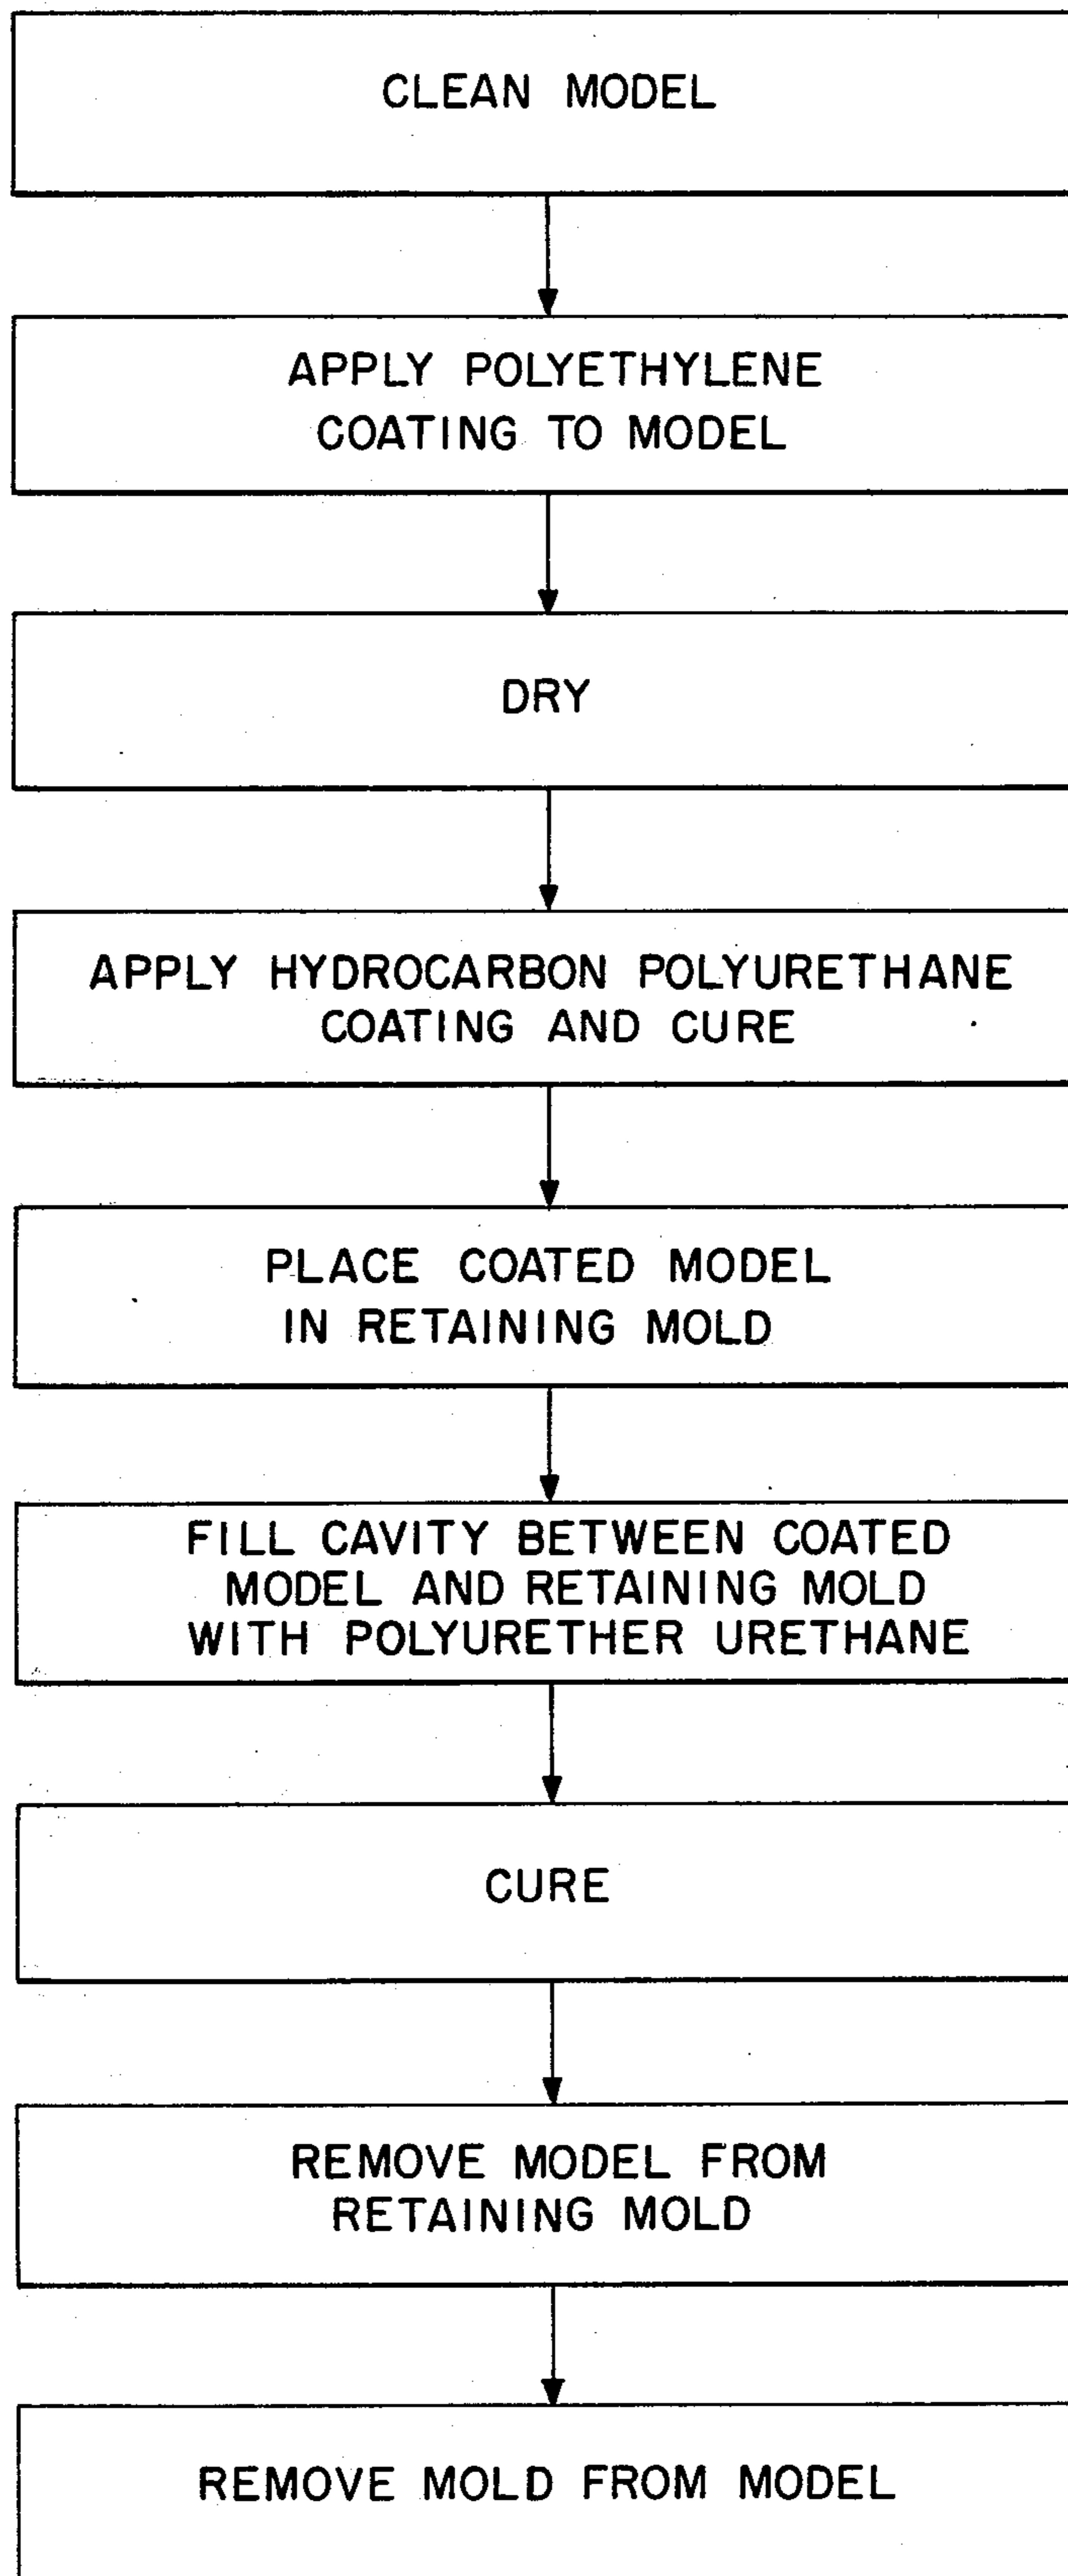 CLEAN MODEL
APPLY POLYETHYLENE
COATING TO MODEL
DRY
APPLY HYDROCARBON POLYURETHANE
COATING AND CURE
PLACE COATED MODEL
IN RETAINING MOLD
FILL CAVITY BETWEEN COATED
MODEL AND RETAINING MOLD
WITH POLYURETHER URETHANE
CURE
REMOVE MODEL FROM
RETAINING MOLD
REMOVE MOLD FROM MODEL